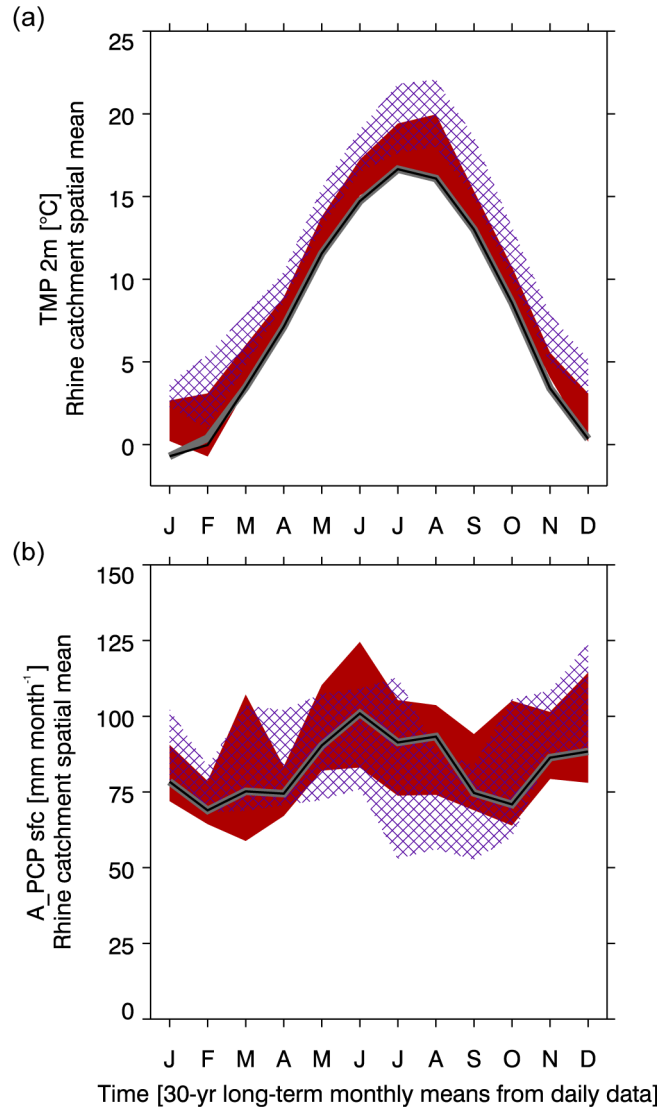 (a)
25
20
15
10
5
0
TMP 2m [°C]
Rhine catchment spatial mean
J F M A M J J A S O N D
(b)
150
125
100
75
50
25
0
A_PCP sfc [mm month⁻¹]
Rhine catchment spatial mean
J F M A M J J A S O N D
Time [30-yr long-term monthly means from daily data]